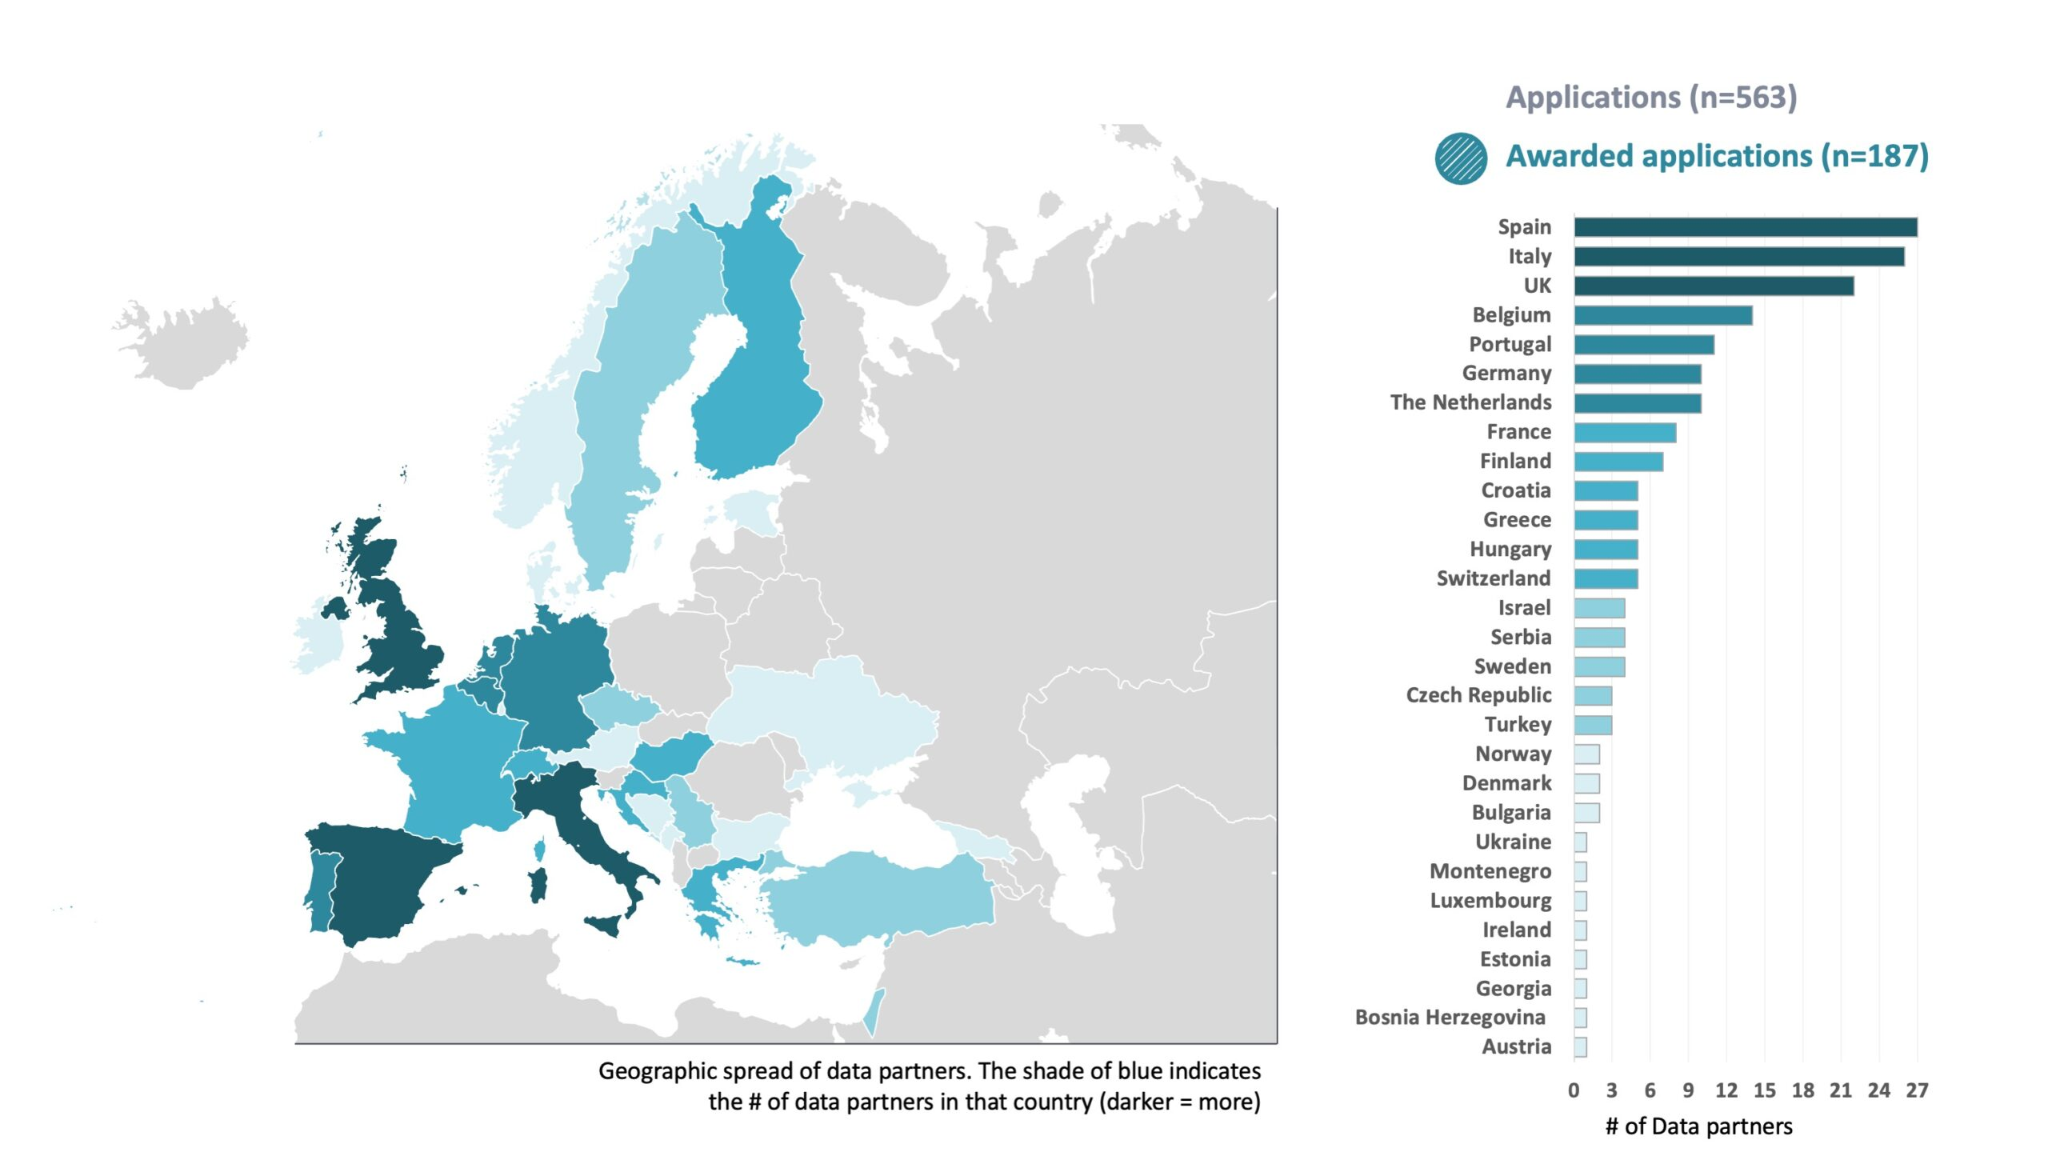 Applications (n=563)
Awarded applications (n=187)
Spain
Italy
UK
Belgium
Portugal
Germany
The Netherlands
France
Finland
Croatia
Greece
Hungary
Switzerland
Israel
Serbia
Sweden
Czech Republic
Turkey
Norway
Denmark
Bulgaria
Ukraine
Montenegro
Luxembourg
Ireland
Estonia
Georgia
Bosnia Herzegovina
Austria
0 3 6 9 12 15 18 21 24 27
# of Data partners
Geographic spread of data partners. The shade of blue indicates
the # of data partners in that country (darker = more)